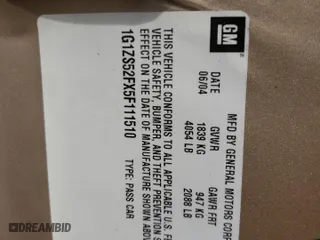 GM
MFD BY GENERAL MOTORS CORP
DATE GVWR GAWR FRT
06/04 1839 KG 947 KG
4054 LB 2088 LB
THIS VEHICLE CONFORMS TO ALL APPLICABLE U.S. FE
VEHICLE SAFETY, BUMPER, AND THEFT PREVENTION S
EFFECT ON THE DATE OF MANUFACTURE SHOWN ABOV
1G1ZS52FX5F111510 TYPE: PASS CAR
DREAMBID